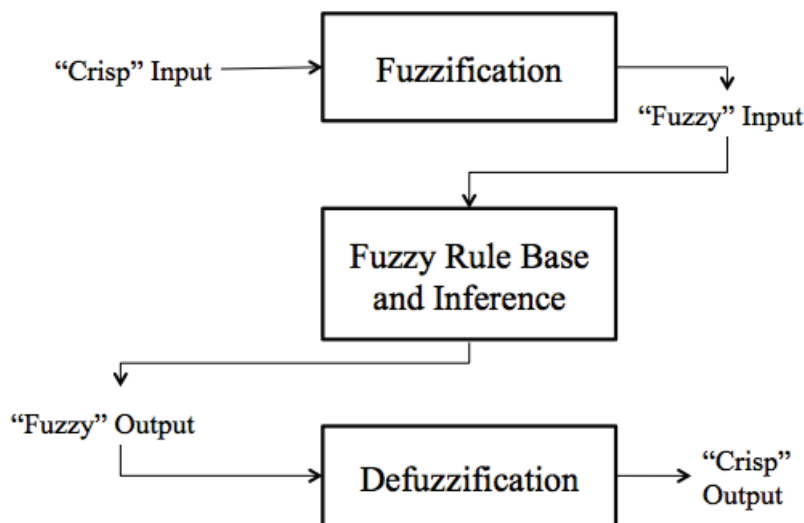 “Crisp” Input
Fuzzification
“Fuzzy” Input
Fuzzy Rule Base
and Inference
“Fuzzy” Output
Defuzzification
“Crisp”
Output